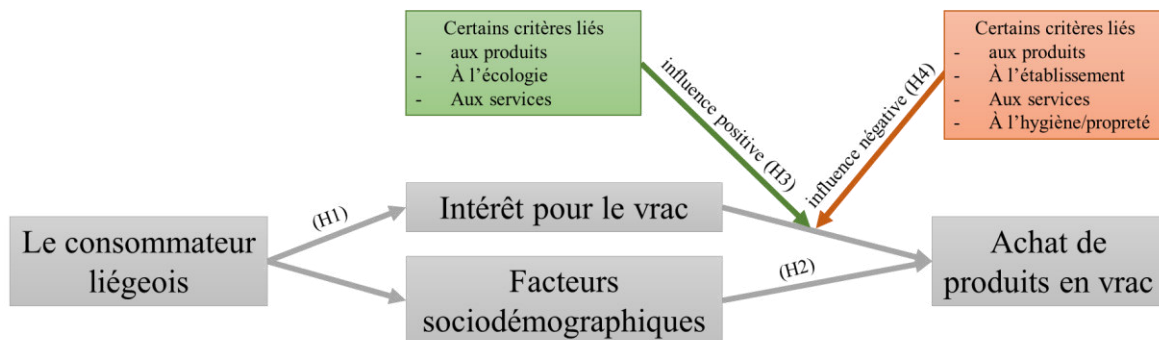 Certains critères liés
- aux produits
- À l’écologie
- Aux services
Certains critères liés
- aux produits
- À l’établissement
- Aux services
- À l’hygiène/propreté
influence positive (H3)
influence négative (H4)
Le consommateur
liégeois
(H1)
Intérêt pour le vrac
Facteurs
sociodémographiques
(H2)
Achat de
produits en vrac